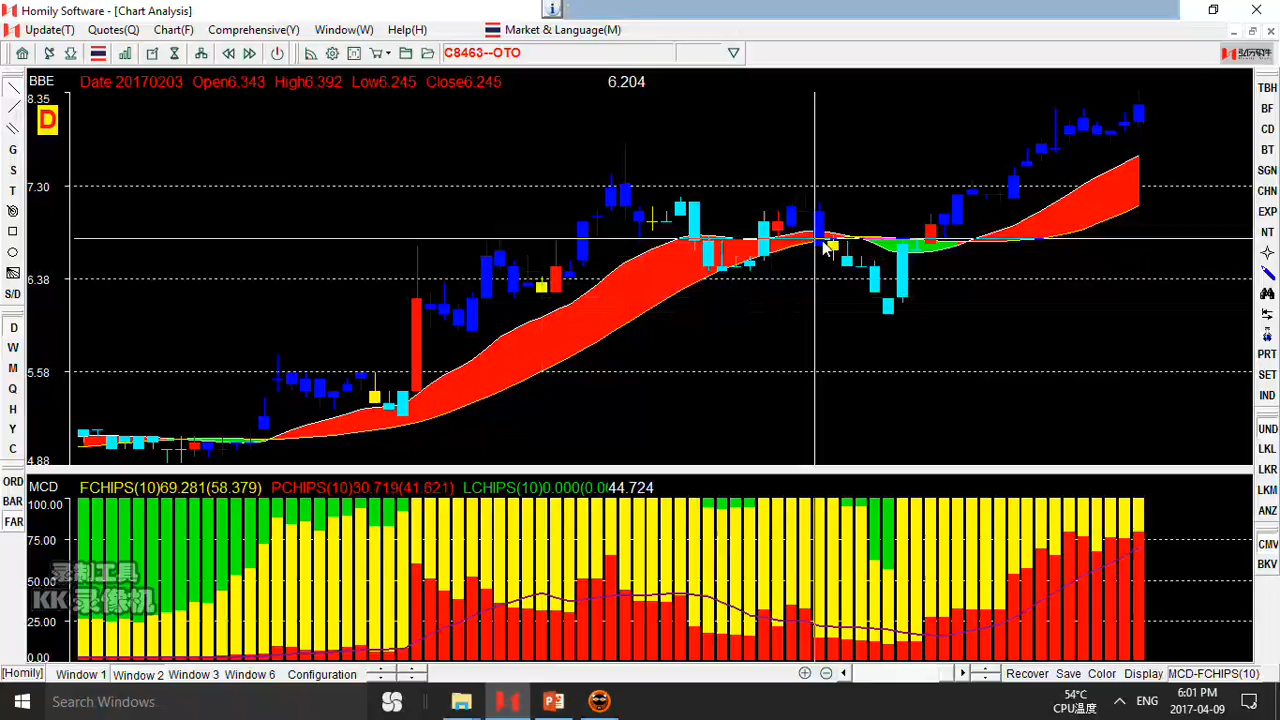 Homily Software - [Chart Analysis]
Update(T) Quotes(Q) Chart(F) Comprehensive(Y) Window(W) Help(H) Market & Language(M)
C8463--OTO
BBE Date 20170203 Open6.343 High6.392 Low6.245 Close6.245 6.204
TBH
8.35
D
BF
CD
G
BT
S
SGN
T
7.30
CHN
EXP
NT
6.38
S/D
D
W
M
PRT
5.58
SET
Q
IND
H
Y
UND
C
LKL
4.88
LKR
ORD
MCD FCHIPS(10)69.281(58.379) PCHIPS(10)30.719(41.621) LCHIPS(10)0.000(0.0(44.724
LKM
BAR
100.00
ANZ
FAR
75.00
CMV
BKV
录制工具
50.00
KK 录像机
25.00
0.00
[Homily] Window 1 Window 2 Window 3 Window 6 Configuration Recover Save Color Display MCD-FCHIPS(10)
Search Windows
54℃
CPU温度
ENG
6:01 PM
2017-04-09